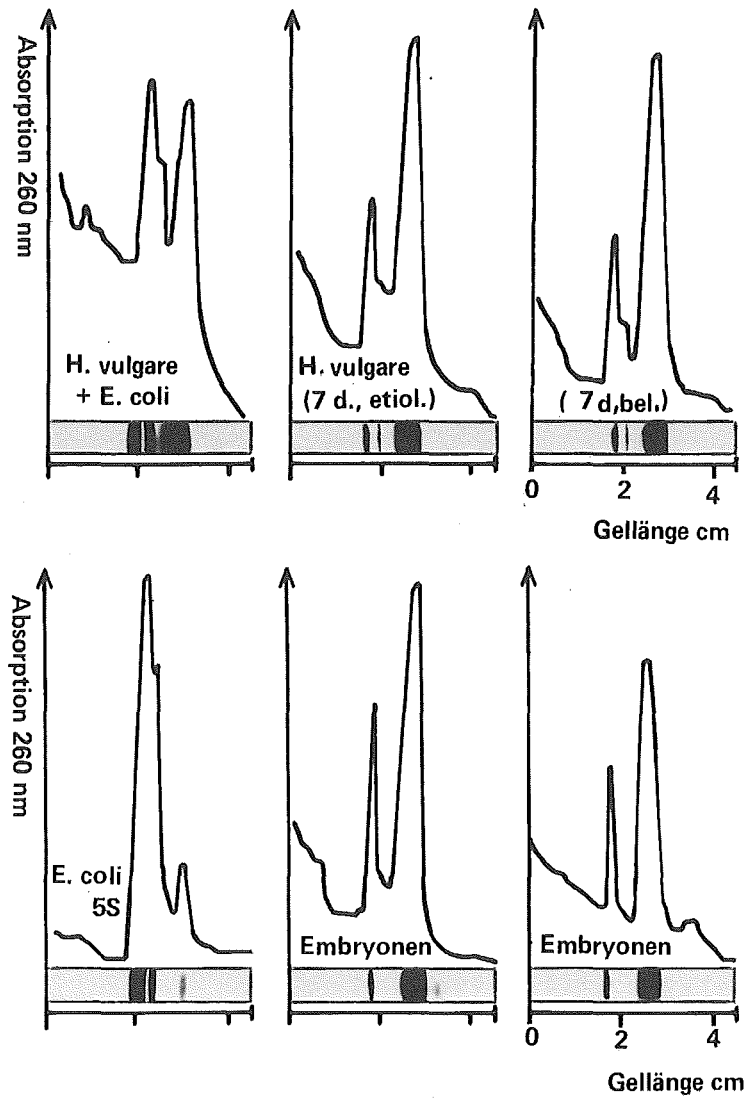 Absorption 260 nm
H. vulgare
+ E. coli
H. vulgare
(7 d., etiol.)
( 7d,bel.)
0 2 4
Gellänge cm
Absorption 260 nm
E. coli
5S
Embryonen
Embryonen
0 2 4
Gellänge cm